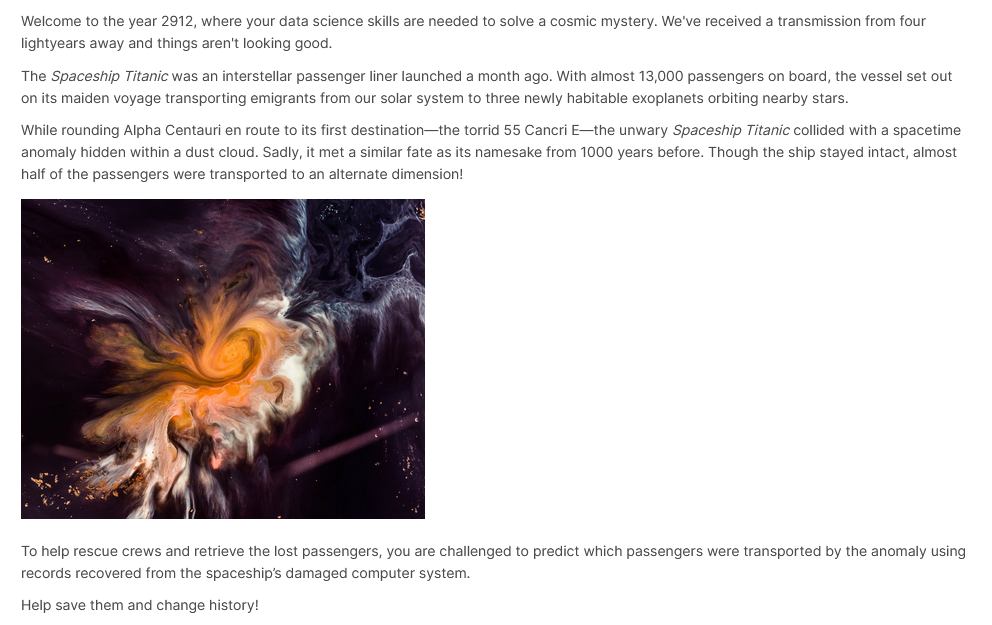 Welcome to the year 2912, where your data science skills are needed to solve a cosmic mystery. We've received a transmission from four
lightyears away and things aren't looking good.
The Spaceship Titanic was an interstellar passenger liner launched a month ago. With almost 13,000 passengers on board, the vessel set out
on its maiden voyage transporting emigrants from our solar system to three newly habitable exoplanets orbiting nearby stars.
While rounding Alpha Centauri en route to its first destination—the torrid 55 Cancri E—the unwary Spaceship Titanic collided with a spacetime
anomaly hidden within a dust cloud. Sadly, it met a similar fate as its namesake from 1000 years before. Though the ship stayed intact, almost
half of the passengers were transported to an alternate dimension!
To help rescue crews and retrieve the lost passengers, you are challenged to predict which passengers were transported by the anomaly using
records recovered from the spaceship’s damaged computer system.
Help save them and change history!